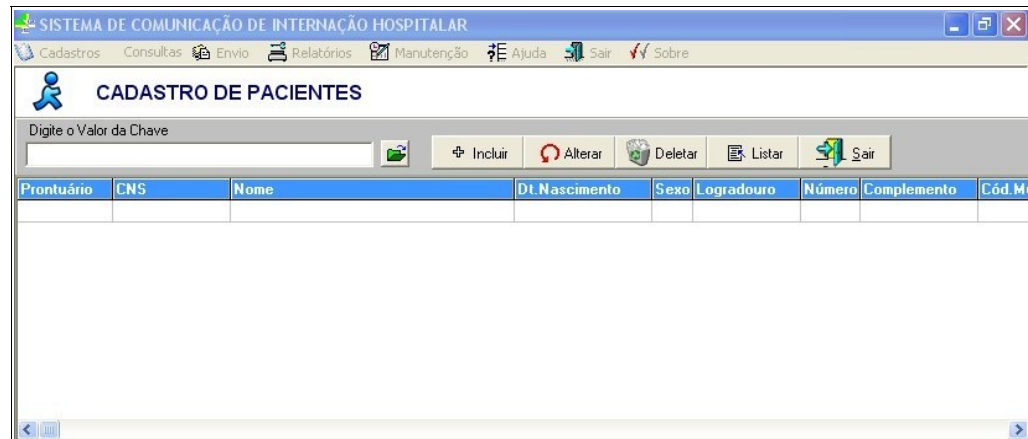 SISTEMA DE COMUNICAÇÃO DE INTERNAÇÃO HOSPITALAR
Cadastros Consultas Envio Relatórios Manutenção Ajuda Sair Sobre
CADASTRO DE PACIENTES
Digite o Valor da Chave
Incluir Alterar Deletar Listar Sair
Prontuário CNS Nome Dt.Nascimento Sexo Logradouro Número Complemento Cód.M